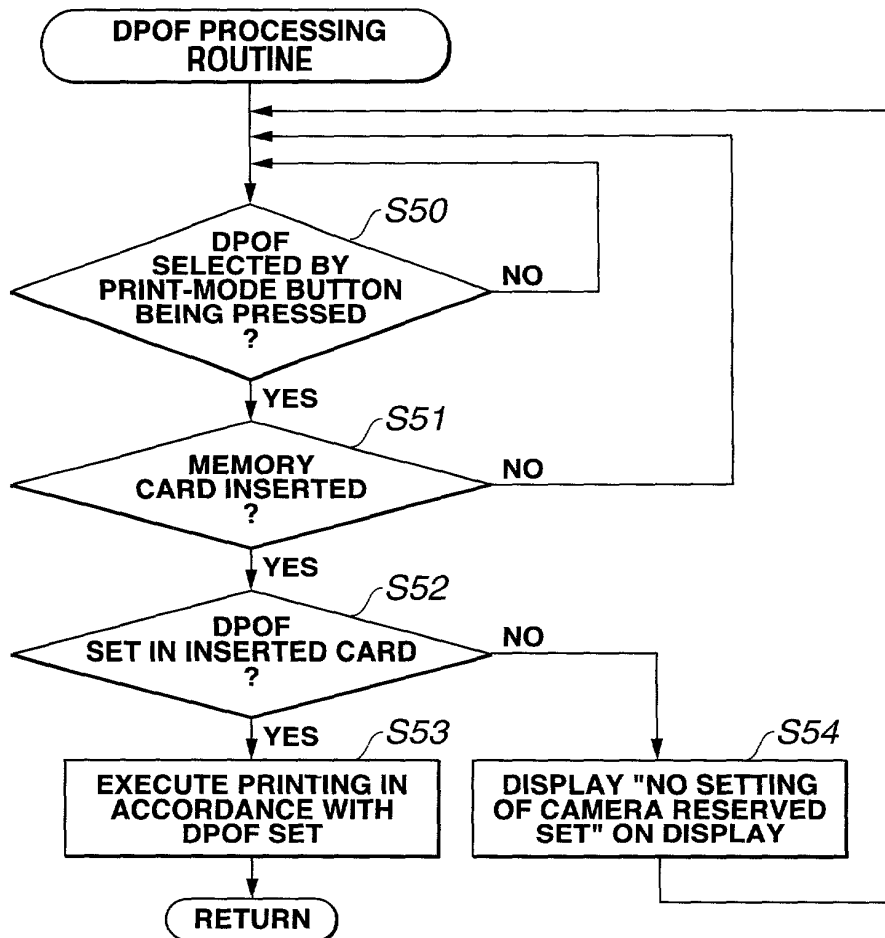 DPOF PROCESSING
ROUTINE
S50
DPOF
SELECTED BY
PRINT-MODE BUTTON
BEING PRESSED
?
NO
YES
S51
MEMORY
CARD INSERTED
?
NO
YES
S52
DPOF
SET IN INSERTED CARD
?
NO
YES
S53
EXECUTE PRINTING IN
ACCORDANCE WITH
DPOF SET
S54
DISPLAY "NO SETTING
OF CAMERA RESERVED
SET" ON DISPLAY
RETURN